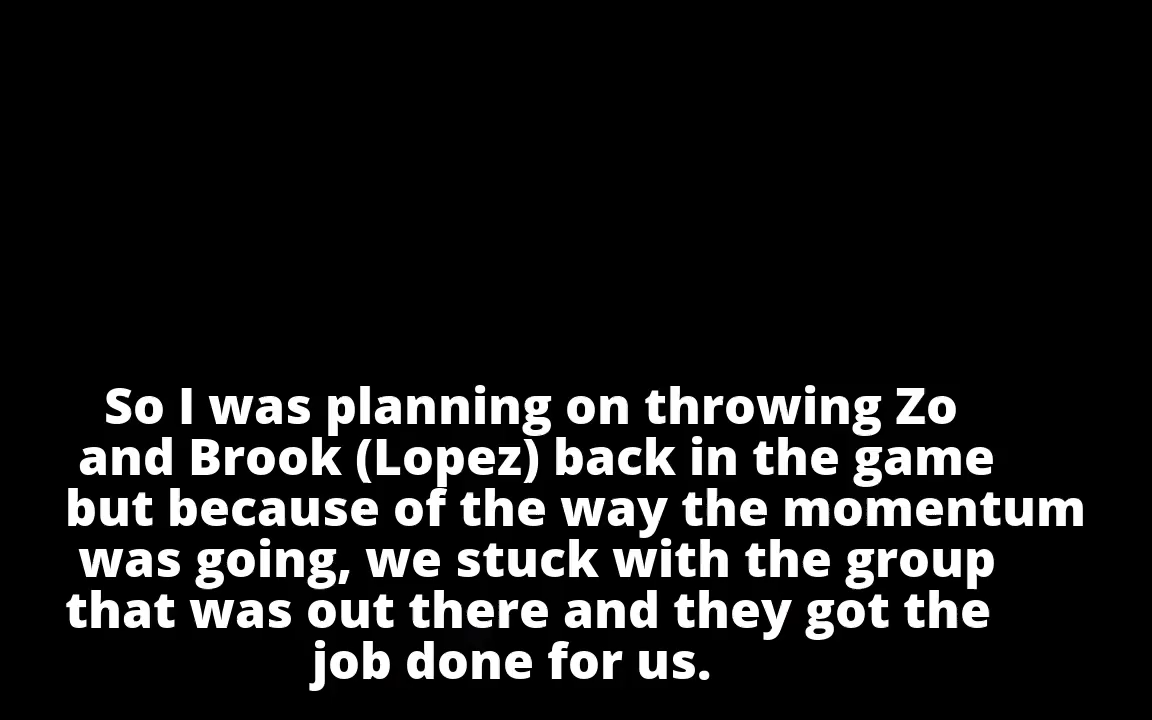 So I was planning on throwing Zo
and Brook (Lopez) back in the game
but because of the way the momentum
was going, we stuck with the group
that was out there and they got the
job done for us.